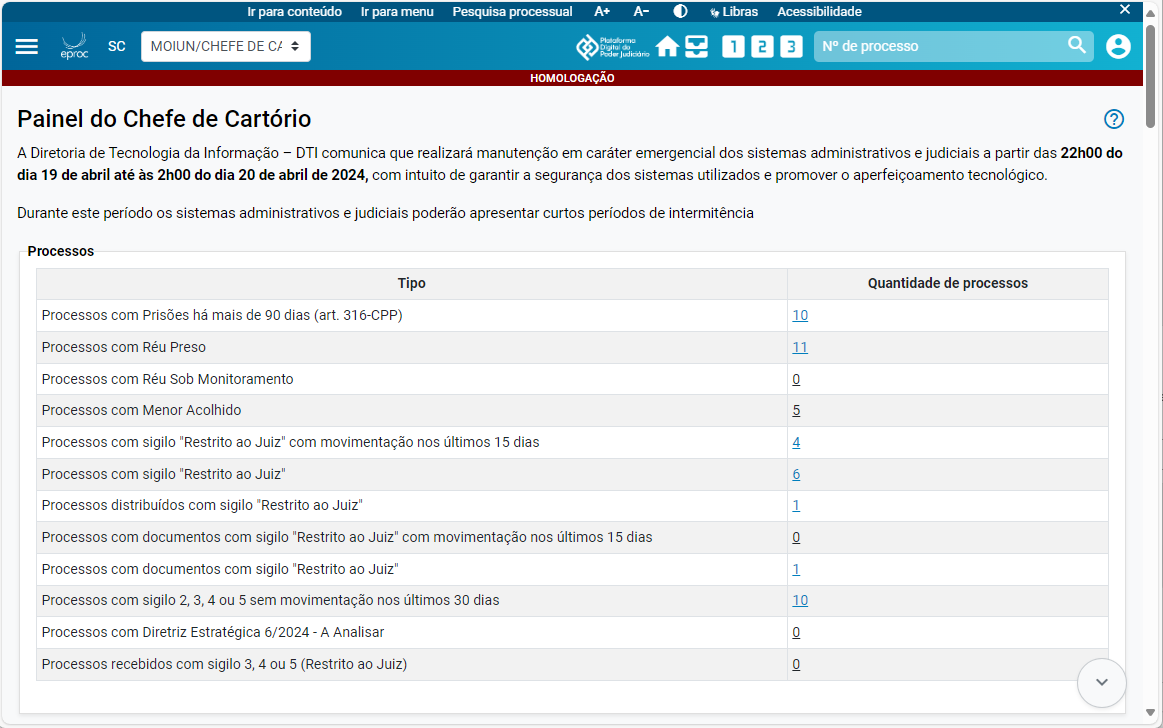 Ir para conteúdo Ir para menu Pesquisa processual A+ A- Libras Acessibilidade
eproc SC MOIUN/CHEFE DE CA Plataforma Digital do Poder Judiciário 1 2 3 Nº de processo
HOMOLOGAÇÃO
Painel do Chefe de Cartório
A Diretoria de Tecnologia da Informação – DTI comunica que realizará manutenção em caráter emergencial dos sistemas administrativos e judiciais a partir das 22h00 do
dia 19 de abril até às 2h00 do dia 20 de abril de 2024, com intuito de garantir a segurança dos sistemas utilizados e promover o aperfeiçoamento tecnológico.
Durante este período os sistemas administrativos e judiciais poderão apresentar curtos períodos de intermitência
Processos
Tipo Quantidade de processos
Processos com Prisões há mais de 90 dias (art. 316-CPP) 10
Processos com Réu Preso 11
Processos com Réu Sob Monitoramento 0
Processos com Menor Acolhido 5
Processos com sigilo "Restrito ao Juiz" com movimentação nos últimos 15 dias 4
Processos com sigilo "Restrito ao Juiz" 6
Processos distribuídos com sigilo "Restrito ao Juiz" 1
Processos com documentos com sigilo "Restrito ao Juiz" com movimentação nos últimos 15 dias 0
Processos com documentos com sigilo "Restrito ao Juiz" 1
Processos com sigilo 2, 3, 4 ou 5 sem movimentação nos últimos 30 dias 10
Processos com Diretriz Estratégica 6/2024 - A Analisar 0
Processos recebidos com sigilo 3, 4 ou 5 (Restrito ao Juiz) 0